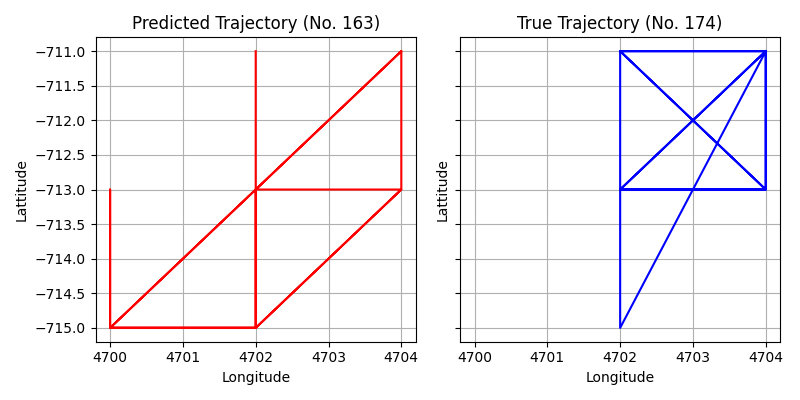 Predicted Trajectory (No. 163)
True Trajectory (No. 174)
−711.0
−711.5
−712.0
−712.5
−713.0
−713.5
−714.0
−714.5
−715.0
Lattitude
Lattitude
4700 4701 4702 4703 4704
4700 4701 4702 4703 4704
Longitude
Longitude